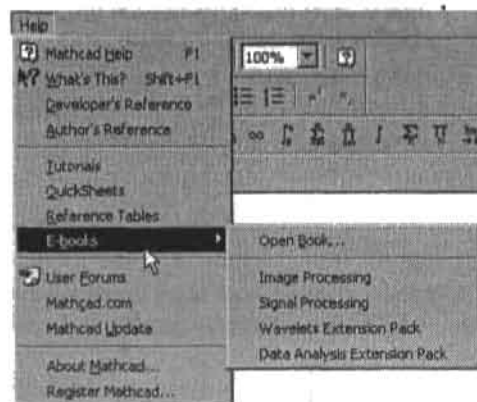 Help
Mathcad Help F1
What's This? Shift+F1
Developer's Reference
Author's Reference
Tutorials
QuickSheets
Reference Tables
E-books
User Forums
Mathcad.com
Mathcad Update
About Mathcad...
Register Mathcad...
100%
Open Book...
Image Processing
Signal Processing
Wavelets Extension Pack
Data Analysis Extension Pack